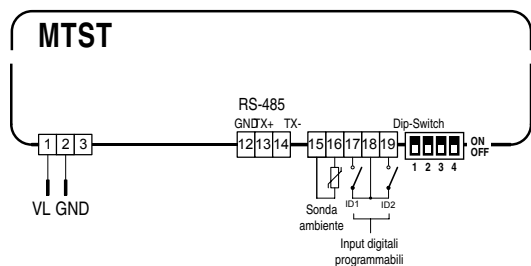 MTST
RS-485
GND TX+ TX- Dip-Switch
1 2 3 12 13 14 15 16 17 18 19 ON
OFF
1 2 3 4
VL GND
ID1 ID2
Sonda
ambiente
Input digitali
programmabili